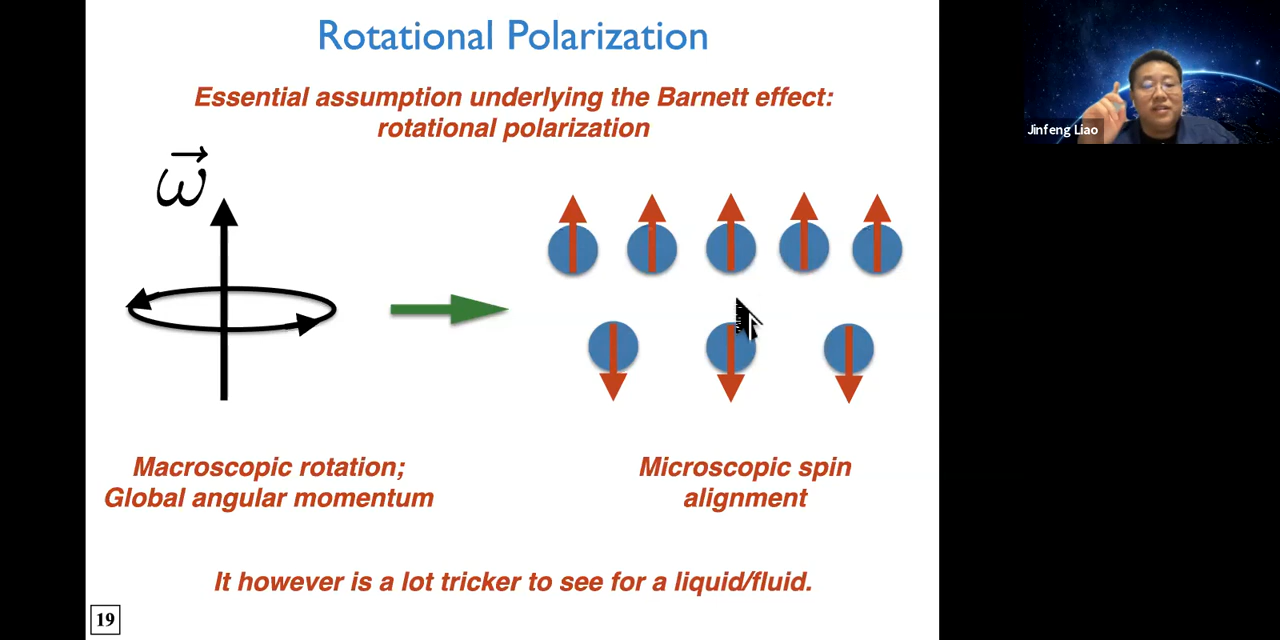 Rotational Polarization
Essential assumption underlying the Barnett effect:
rotational polarization
Jinfeng Liao
ω⃗
Macroscopic rotation;
Global angular momentum
Microscopic spin
alignment
It however is a lot tricker to see for a liquid/fluid.
19